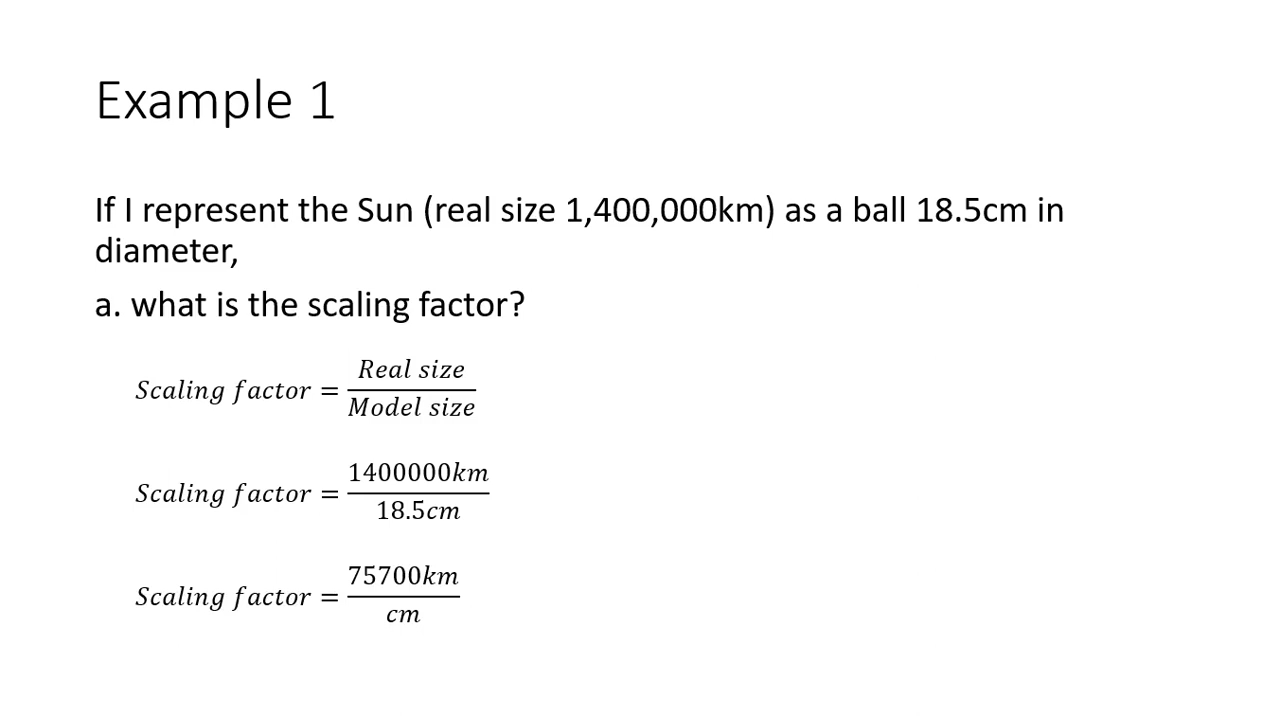 Example 1
If I represent the Sun (real size 1,400,000km) as a ball 18.5cm in
diameter,
a. what is the scaling factor?
Scaling factor = Real size / Model size
Scaling factor = 1400000km / 18.5cm
Scaling factor = 75700km / cm